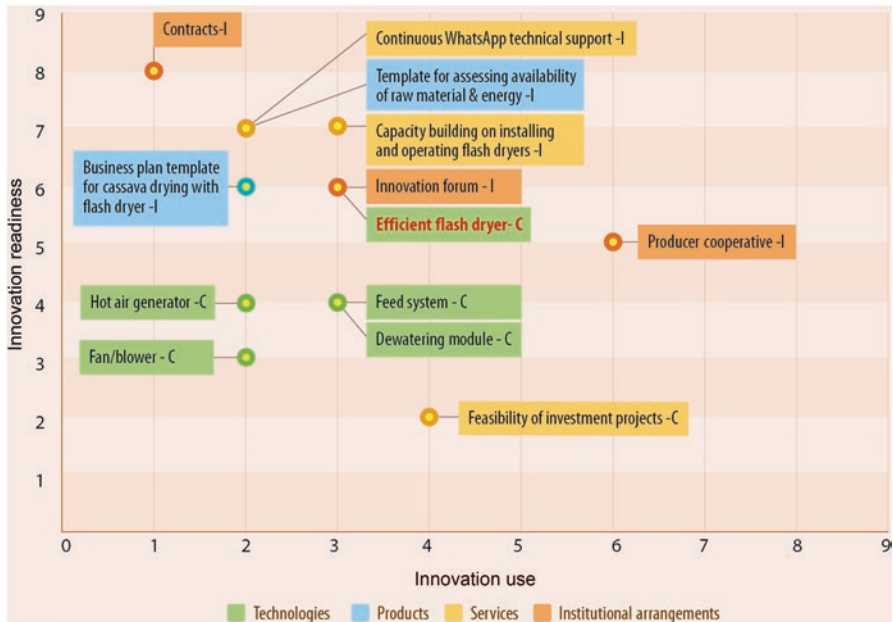 9
Contracts-I
Continuous WhatsApp technical support -I
8
Template for assessing availability
of raw material & energy -I
7
Capacity building on installing
and operating flash dryers -I
Business plan template
for cassava drying with
flash dryer -I
6
Innovation forum - I
Efficient flash dryer- C
5
Producer cooperative -I
Innovation readiness
Hot air generator -C
4
Feed system - C
Dewatering module - C
Fan/blower - C
3
2
Feasibility of investment projects -C
1
0 1 2 3 4 5 6 7 8 9
Innovation use
Technologies Products Services Institutional arrangements